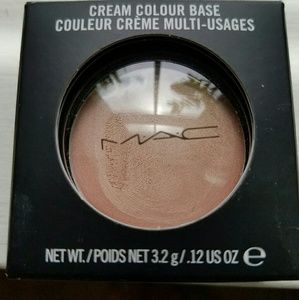 CREAM COLOUR BASE
COULEUR CRÈME MULTI-USAGES
MAC
NET WT./POIDS NET 3.2 g / .12 US OZ e